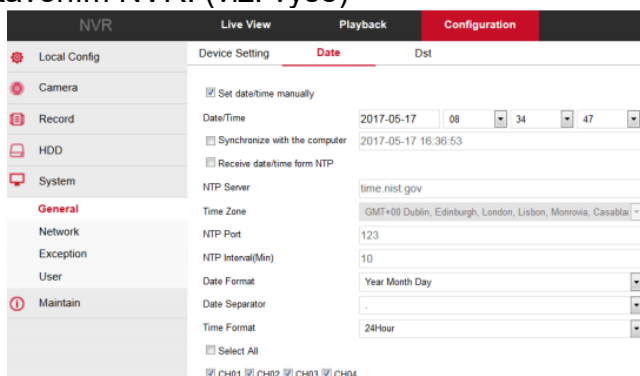 NVR
Live View Playback Configuration
Local Config
Camera
Record
HDD
System
General
Network
Exception
User
Maintain
Device Setting Date Dst
Set date/time manually
Date/Time 2017-05-17 08 34 47
Synchronize with the computer 2017-05-17 16:36:53
Receive date/time form NTP
NTP Server time.nist.gov
Time Zone GMT+00 Dublin, Edinburgh, London, Lisbon, Monrovia, Casablan
NTP Port 123
NTP Interval(Min) 10
Date Format Year Month Day
Date Separator .
Time Format 24Hour
Select All
CH01 CH02 CH03 CH04